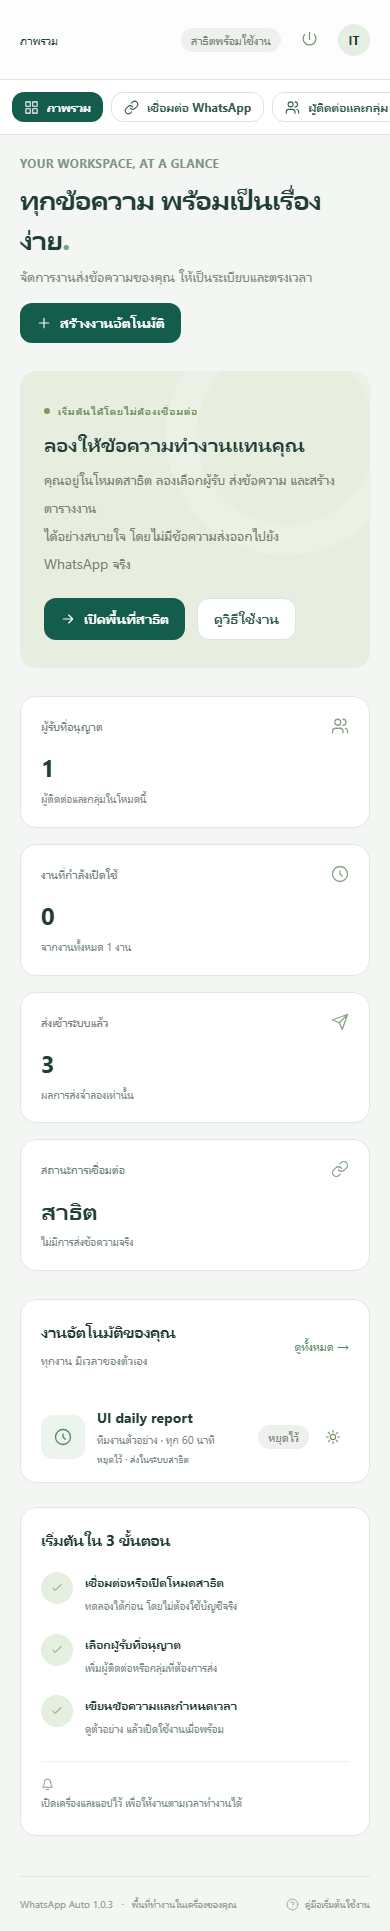 ภาพรวม
สาธิตพร้อมใช้งาน
IT
ภาพรวม
เชื่อมต่อ WhatsApp
ผู้ติดต่อและกลุ่ม
YOUR WORKSPACE, AT A GLANCE
ทุกข้อความ พร้อมเป็นเรื่อง
ง่าย.
จัดการงานส่งข้อความของคุณ ให้เป็นระเบียบและตรงเวลา
สร้างงานอัตโนมัติ
เริ่มต้นได้โดยไม่ต้องเชื่อมต่อ
ลองให้ข้อความทำงานแทนคุณ
คุณอยู่ในโหมดสาธิต ลองเลือกผู้รับ ส่งข้อความ และสร้าง
ตารางงาน
ได้อย่างสบายใจ โดยไม่มีข้อความส่งออกไปยัง
WhatsApp จริง
เปิดพื้นที่สาธิต
ดูวิธีใช้งาน
ผู้รับที่อนุญาต
1
ผู้ติดต่อและกลุ่มในโหมดนี้
งานที่กำลังเปิดใช้
0
จากงานทั้งหมด 1 งาน
ส่งเข้าระบบแล้ว
3
ผลการส่งจำลองเท่านั้น
สถานะการเชื่อมต่อ
สาธิต
ไม่มีการส่งข้อความจริง
งานอัตโนมัติของคุณ
ทุกงาน มีเวลาของตัวเอง
ดูทั้งหมด →
UI daily report
ทีมงานตัวอย่าง · ทุก 60 นาที
หยุดไว้ · ส่งในระบบสาธิต
หยุดไว้
เริ่มต้นใน 3 ขั้นตอน
เชื่อมต่อหรือเปิดโหมดสาธิต
ทดลองได้ก่อน โดยไม่ต้องใช้บัญชีจริง
เลือกผู้รับที่อนุญาต
เพิ่มผู้ติดต่อหรือกลุ่มที่ต้องการส่ง
เขียนข้อความและกำหนดเวลา
ดูตัวอย่าง แล้วเปิดใช้งานเมื่อพร้อม
เปิดเครื่องและแอปไว้ เพื่อให้งานตามเวลาทำงานได้
WhatsApp Auto 1.0.3 · พื้นที่ทำงานในเครื่องของคุณ
คู่มือเริ่มต้นใช้งาน